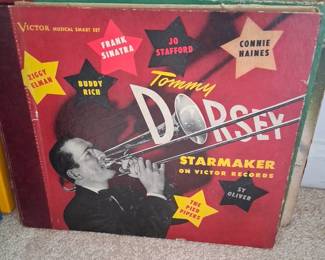 VICTOR MUSICAL SMART SET
FRANK
SINATRA
JO
STAFFORD
CONNIE
HAINES
ZIGGY
ELMAN
BUDDY
RICH
Tommy
DORSEY
STARMAKER
ON VICTOR RECORDS
THE
PIED
PIPERS
SY
OLIVER